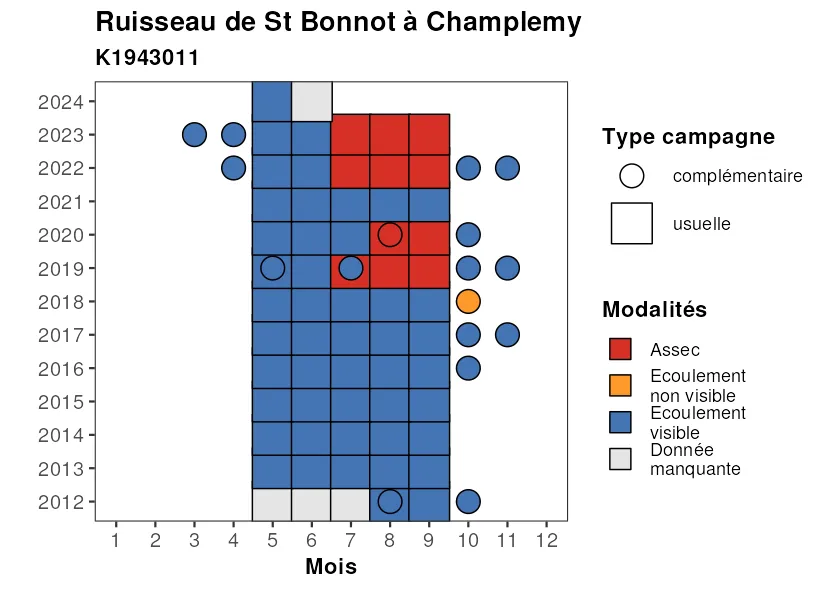 Ruisseau de St Bonnot à Champlemy
K1943011
2024
2023
2022
2021
2020
2019
2018
2017
2016
2015
2014
2013
2012
1 2 3 4 5 6 7 8 9 10 11 12
Mois
Type campagne
complémentaire
usuelle
Modalités
Assec
Ecoulement
non visible
Ecoulement
visible
Donnée
manquante